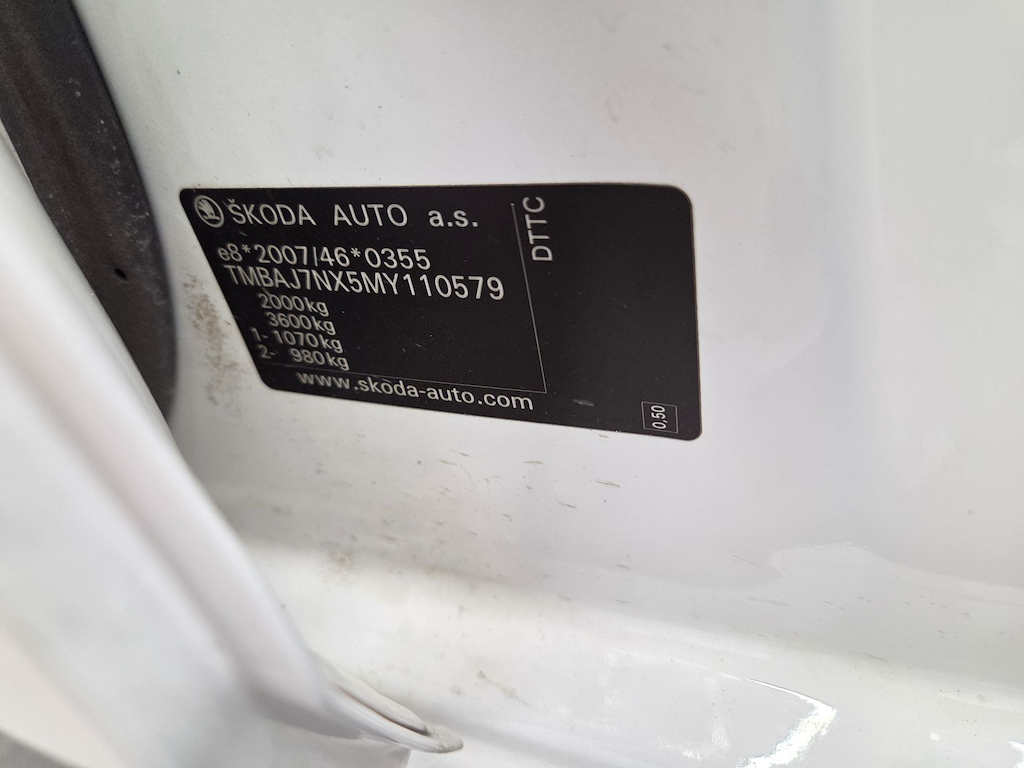 ŠKODA AUTO a.s.
e8*2007/46*0355
TMBAJ7NX5MY110579
2000kg
3600kg
1- 1070kg
2- 980kg
www.skoda-auto.com
DTTC
0,50